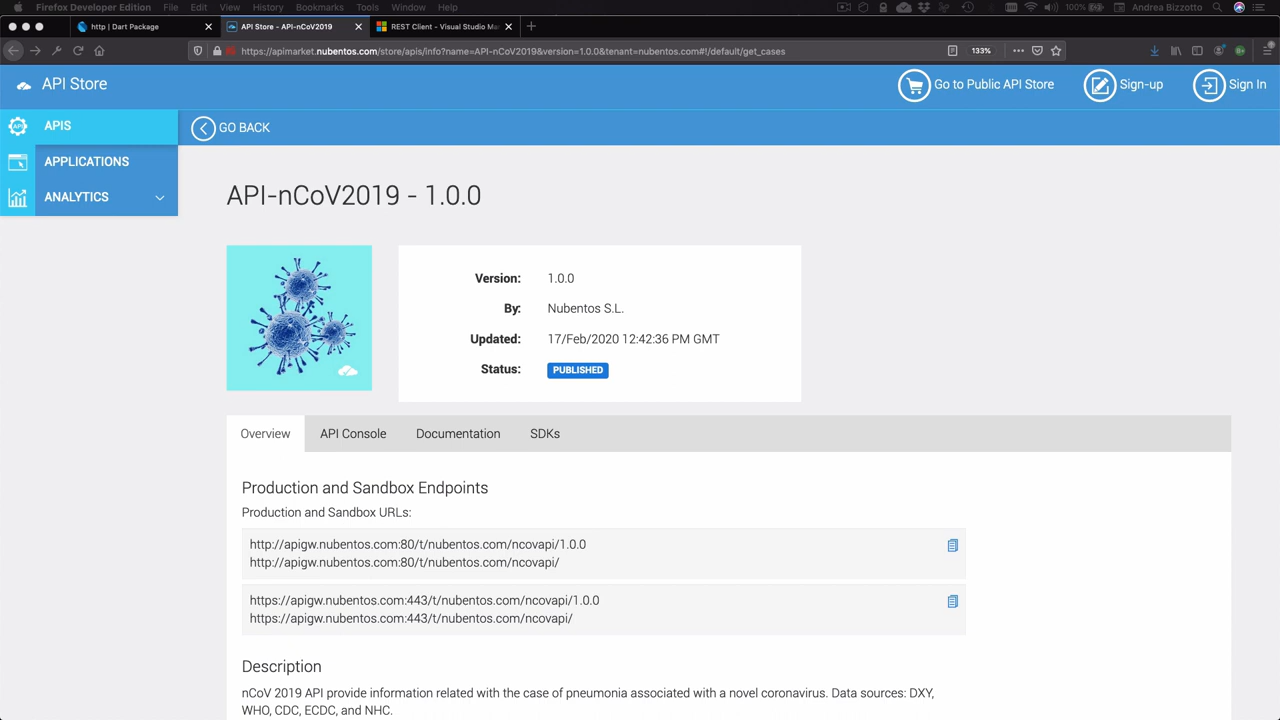 Firefox Developer Edition File Edit View History Bookmarks Tools Window Help 100% Andrea Bizzotto
http | Dart Package
API Store - API-nCoV2019
REST Client - Visual Studio Mar
https://apimarket.nubentos.com/store/apis/info?name=API-nCoV2019&version=1.0.0&tenant=nubentos.com#!/default/get_cases 133%
API Store
Go to Public API Store
Sign-up
Sign In
APIS
GO BACK
APPLICATIONS
ANALYTICS
API-nCoV2019 - 1.0.0
Version: 1.0.0
By: Nubentos S.L.
Updated: 17/Feb/2020 12:42:36 PM GMT
Status: PUBLISHED
Overview API Console Documentation SDKs
Production and Sandbox Endpoints
Production and Sandbox URLs:
http://apigw.nubentos.com:80/t/nubentos.com/ncovapi/1.0.0
http://apigw.nubentos.com:80/t/nubentos.com/ncovapi/
https://apigw.nubentos.com:443/t/nubentos.com/ncovapi/1.0.0
https://apigw.nubentos.com:443/t/nubentos.com/ncovapi/
Description
nCoV 2019 API provide information related with the case of pneumonia associated with a novel coronavirus. Data sources: DXY,
WHO, CDC, ECDC, and NHC.